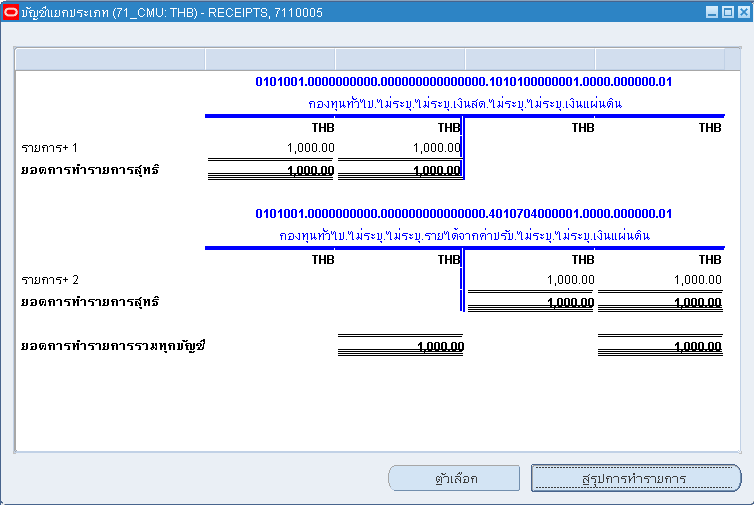 บัญชีแยกประเภท (71_CMU: THB) - RECEIPTS, 7110005
0101001.0000000000.000000000000000.1010100000001.0000.000000.01
กองทุนทั่วไป.ไม่ระบุ.ไม่ระบุ.เงินสด.ไม่ระบุ.ไม่ระบุ.เงินแผ่นดิน
THB THB THB THB
รายการ+ 1 1,000.00 1,000.00
ยอดการทำรายการสุทธิ 1,000.00 1,000.00
0101001.0000000000.000000000000000.4010704000001.0000.000000.01
กองทุนทั่วไป.ไม่ระบุ.ไม่ระบุ.รายได้จากค่าปรับ.ไม่ระบุ.ไม่ระบุ.เงินแผ่นดิน
THB THB THB THB
รายการ+ 2 1,000.00 1,000.00
ยอดการทำรายการสุทธิ 1,000.00 1,000.00
ยอดการทำรายการรวมทุกบัญชี 1,000.00 1,000.00
ตัวเลือก สรุปการทำรายการ